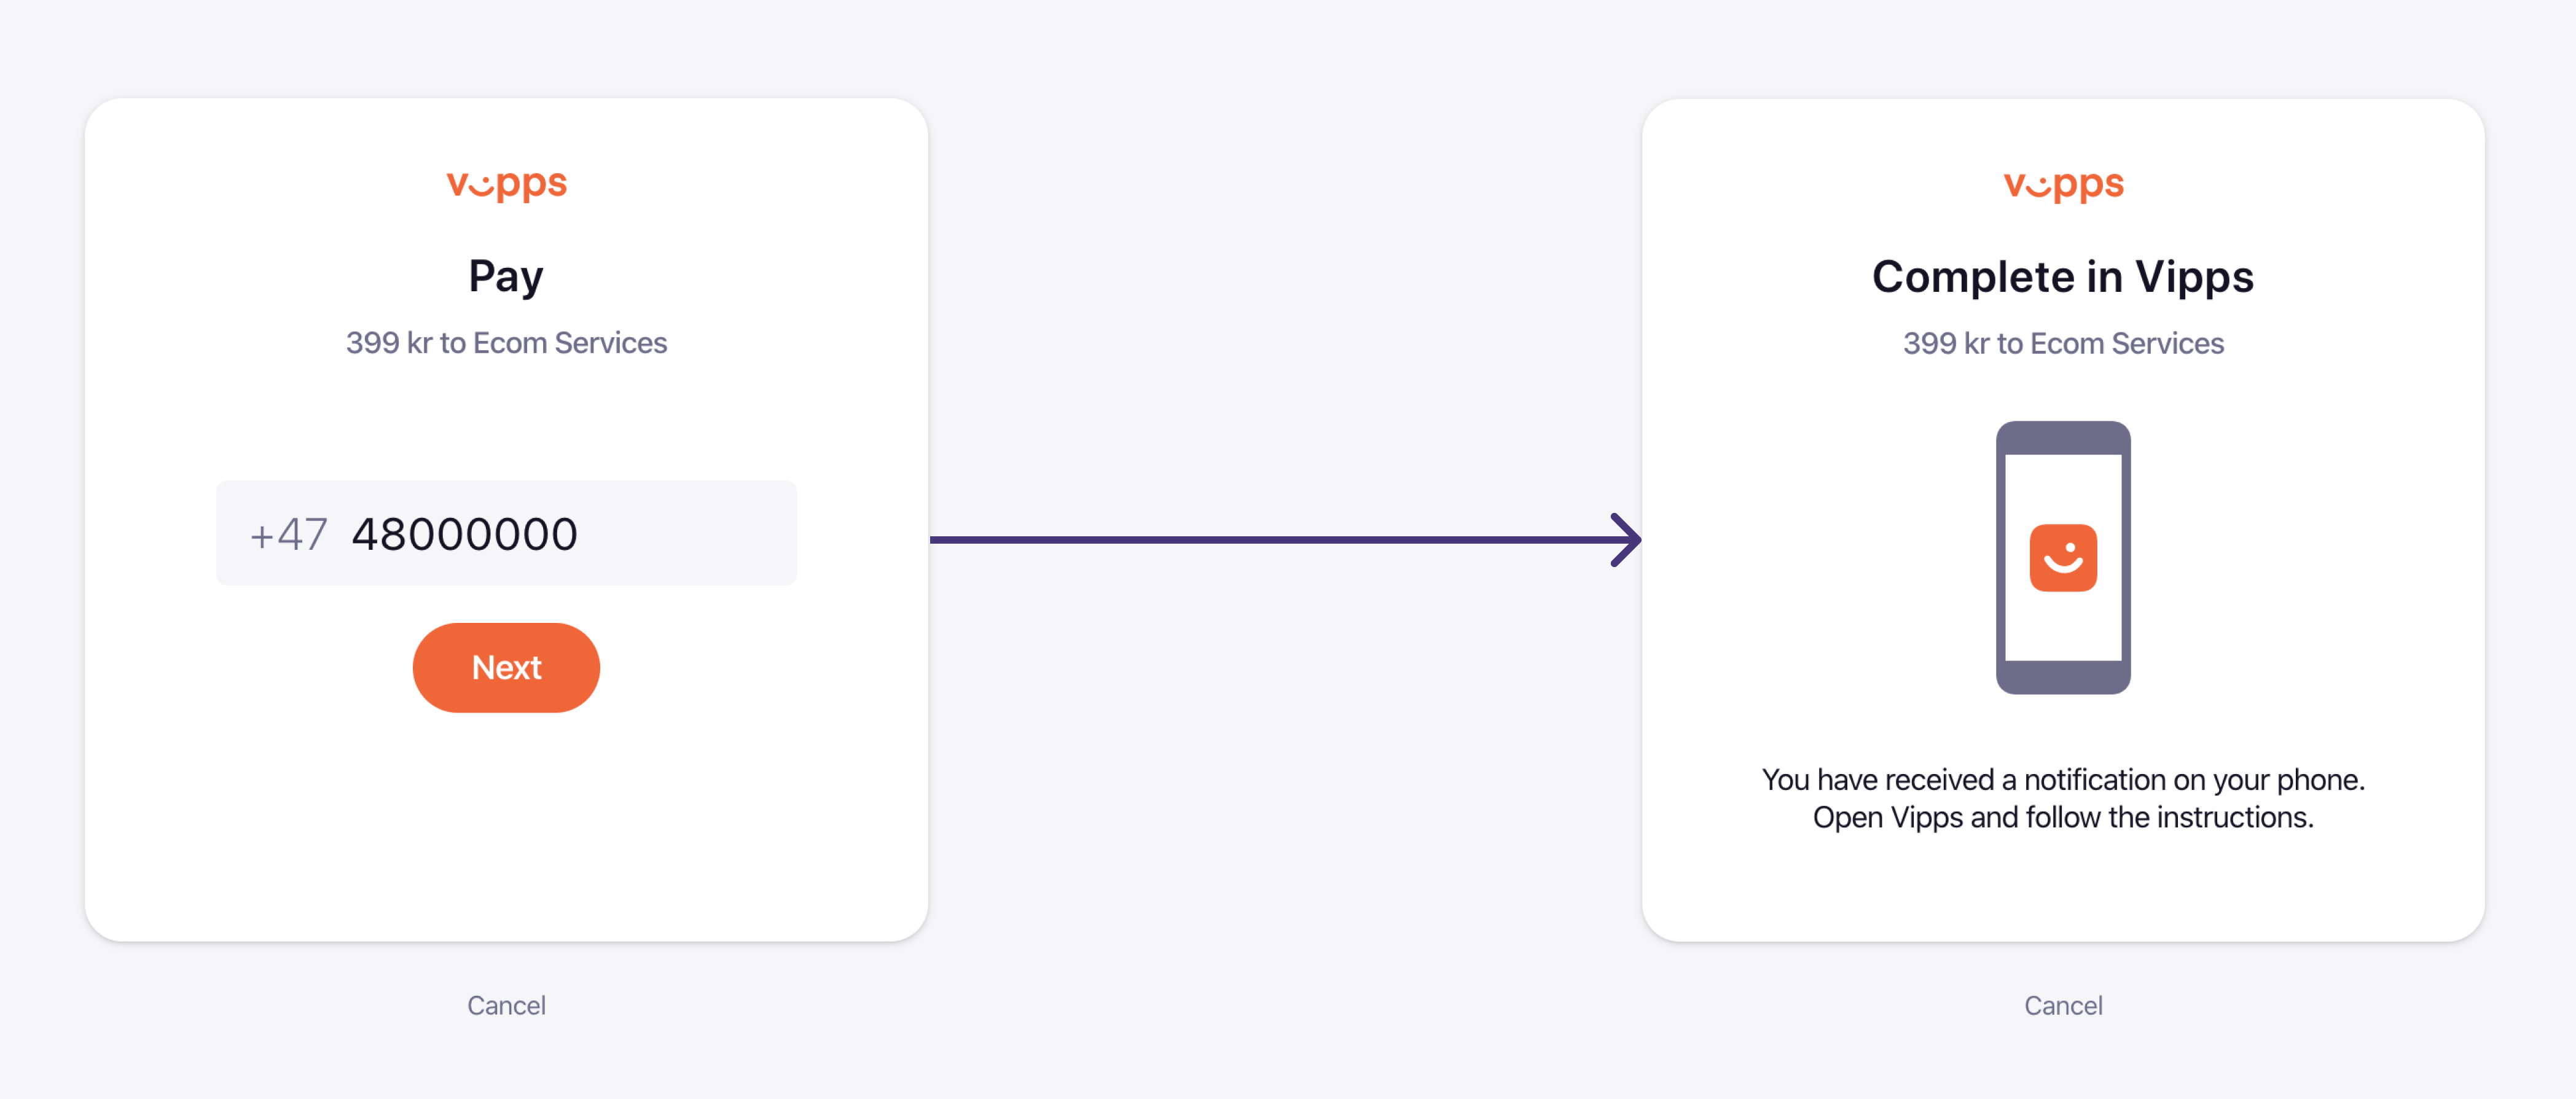 vipps
Pay
399 kr to Ecom Services
+47 48000000
Next
Cancel
vipps
Complete in Vipps
399 kr to Ecom Services
You have received a notification on your phone.
Open Vipps and follow the instructions.
Cancel